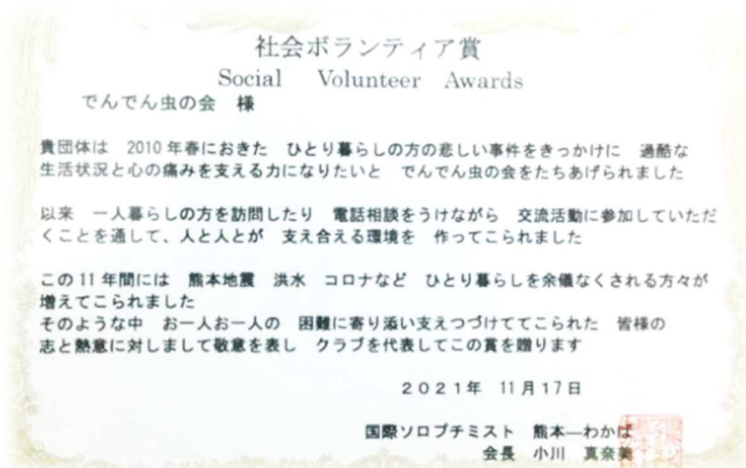 社会ボランティア賞
Social Volunteer Awards
でんでん虫の会 様
貴団体は 2010年春におきた ひとり暮らしの方の悲しい事件をきっかけに 過酷な
生活状況と心の痛みを支える力になりたいと でんでん虫の会をたちあげられました
以来 一人暮らしの方を訪問したり 電話相談をうけながら 交流活動に参加していただ
くことを通して、人と人とが 支え合える環境を 作ってこられました
この11年間には 熊本地震 洪水 コロナなど ひとり暮らしを余儀なくされる方々が
増えてこられました
そのような中 お一人お一人の 困難に寄り添い支えつづけててこられた 皆様の
志と熱意に対しまして敬意を表し クラブを代表してこの賞を贈ります
2021年 11月17日
国際ソロプチミスト 熊本―わかば
会長 小川 真奈美